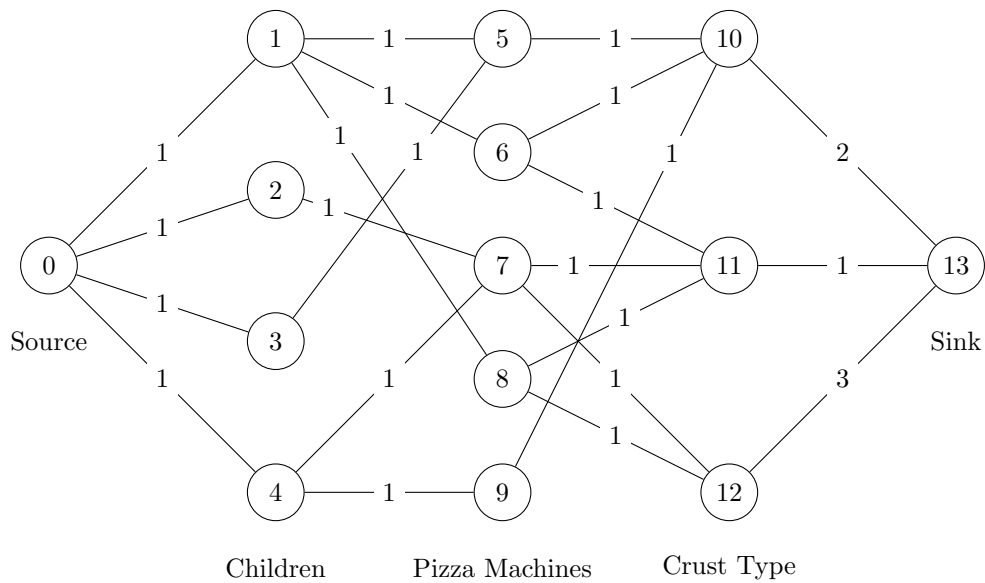 1 1 5 1 10
1 1
1 1 1 1 2
6
2 1 1
1
0 7 1 11 1 13
1 1
Source 3 Sink
1 1 8 1 3
1
4 1 9 12
Children Pizza Machines Crust Type